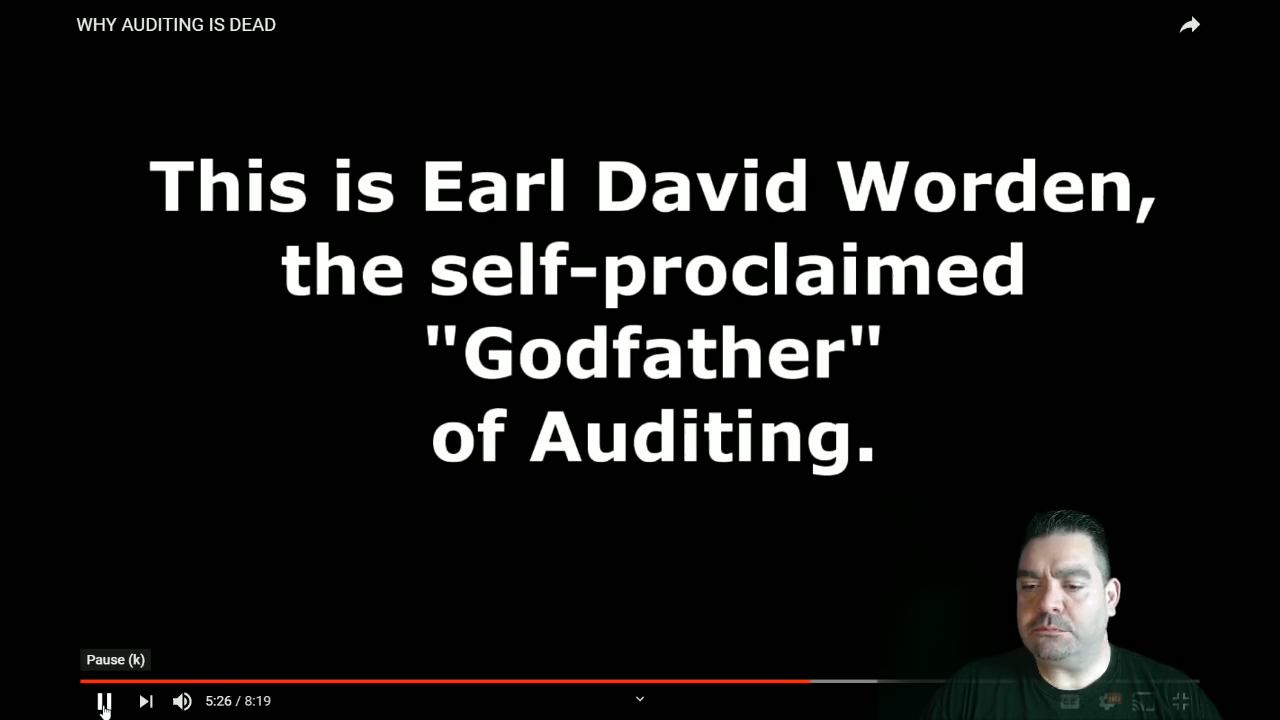 WHY AUDITING IS DEAD
This is Earl David Worden,
the self-proclaimed
"Godfather"
of Auditing.
Pause (k)
5:26 / 8:19